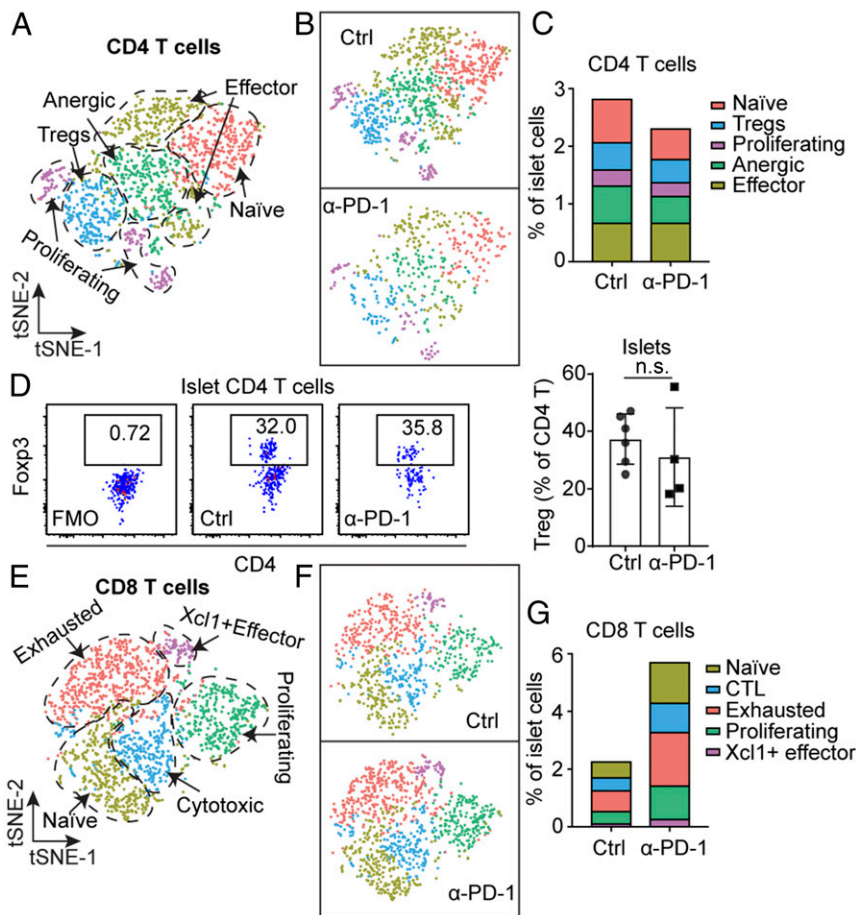 A
CD4 T cells
Anergic
Effector
Tregs
Naïve
Proliferating
tSNE-2
tSNE-1
B
Ctrl
α-PD-1
C
CD4 T cells
% of islet cells
3
2
1
0
Ctrl α-PD-1
Naïve
Tregs
Proliferating
Anergic
Effector
D
Islet CD4 T cells
Foxp3
0.72
FMO
32.0
Ctrl
35.8
α-PD-1
CD4
Islets
n.s.
Treg (% of CD4 T)
60
40
20
0
Ctrl α-PD-1
E
CD8 T cells
Exhausted
Xcl1+Effector
Proliferating
Cytotoxic
Naïve
tSNE-2
tSNE-1
F
Ctrl
α-PD-1
G
CD8 T cells
% of islet cells
6
4
2
0
Ctrl α-PD-1
Naïve
CTL
Exhausted
Proliferating
Xcl1+ effector